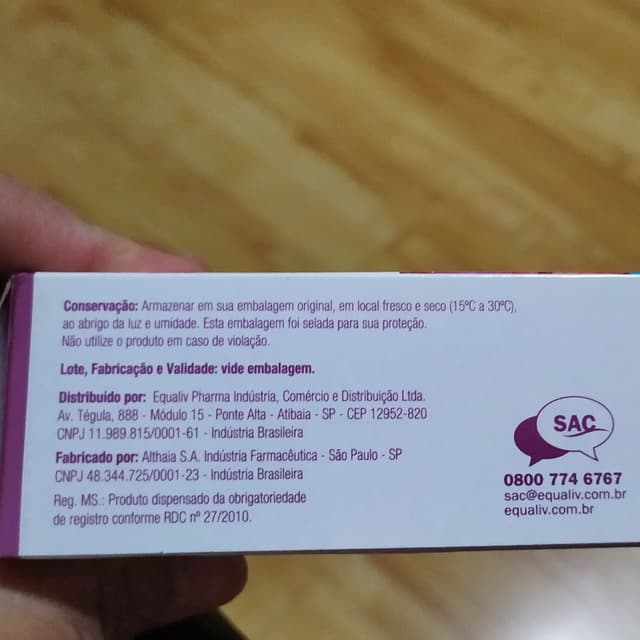 Conservação: Armazenar em sua embalagem original, em local fresco e seco (15ºC a 30ºC),
ao abrigo da luz e umidade. Esta embalagem foi selada para sua proteção.
Não utilize o produto em caso de violação.
Lote, Fabricação e Validade: vide embalagem.
Distribuído por: Equaliv Pharma Indústria, Comércio e Distribuição Ltda.
Av. Tégula, 888 - Módulo 15 - Ponte Alta - Atibaia - SP - CEP 12952-820
CNPJ 11.989.815/0001-61 - Indústria Brasileira
Fabricado por: Althaia S.A. Indústria Farmacêutica - São Paulo - SP
CNPJ 48.344.725/0001-23 - Indústria Brasileira
Reg. MS.: Produto dispensado da obrigatoriedade
de registro conforme RDC nº 27/2010.
SAC
0800 774 6767
sac@equaliv.com.br
equaliv.com.br